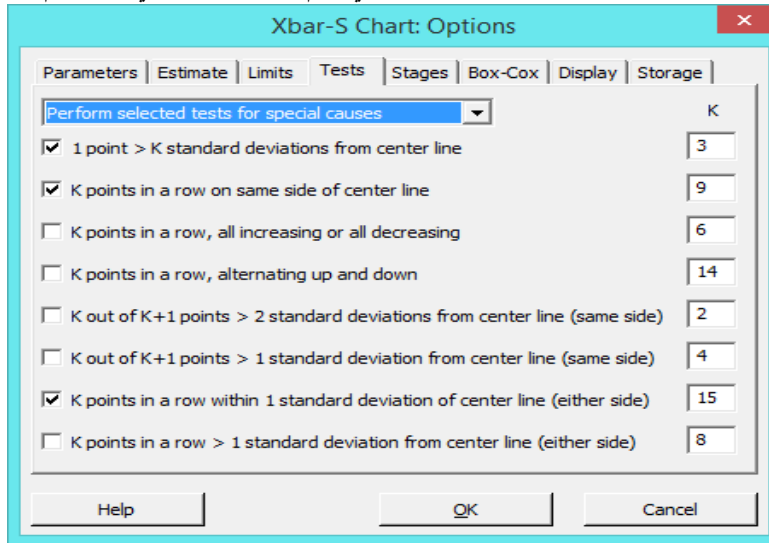 Xbar-S Chart: Options
Parameters Estimate Limits Tests Stages Box-Cox Display Storage
Perform selected tests for special causes K
1 point > K standard deviations from center line 3
K points in a row on same side of center line 9
K points in a row, all increasing or all decreasing 6
K points in a row, alternating up and down 14
K out of K+1 points > 2 standard deviations from center line (same side) 2
K out of K+1 points > 1 standard deviation from center line (same side) 4
K points in a row within 1 standard deviation of center line (either side) 15
K points in a row > 1 standard deviation from center line (either side) 8
Help OK Cancel